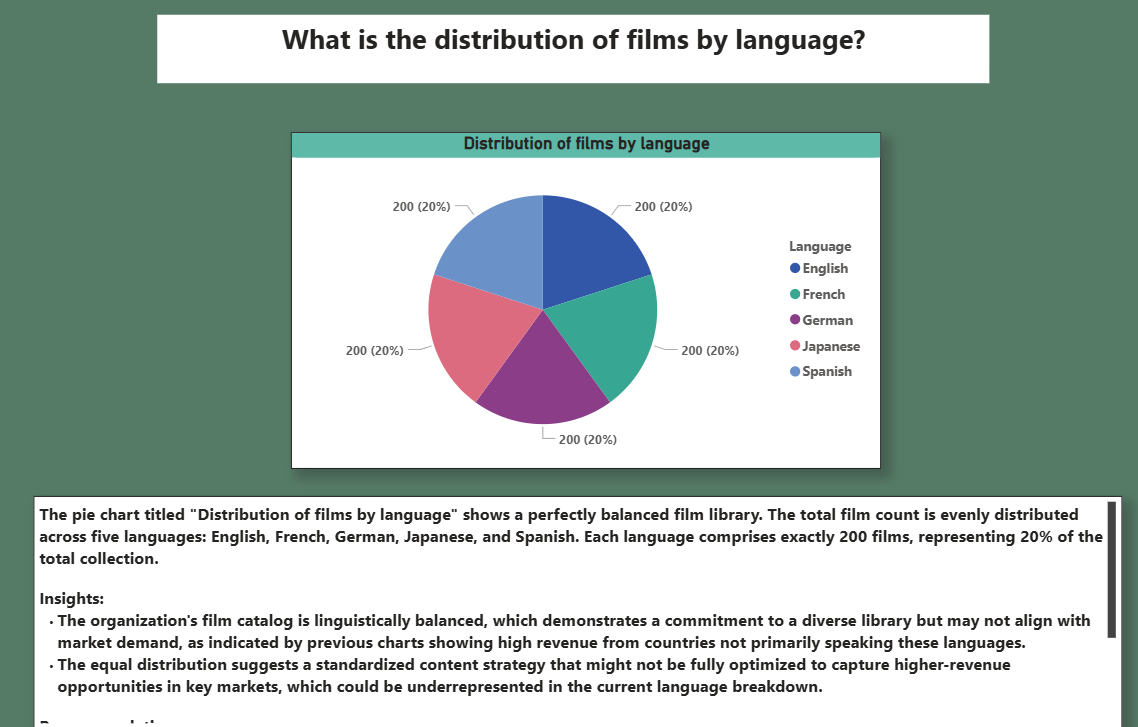 What is the distribution of films by language?
Distribution of films by language
200 (20%)
200 (20%)
200 (20%)
200 (20%)
200 (20%)
Language
English
French
German
Japanese
Spanish
The pie chart titled "Distribution of films by language" shows a perfectly balanced film library. The total film count is evenly distributed
across five languages: English, French, German, Japanese, and Spanish. Each language comprises exactly 200 films, representing 20% of the
total collection.
Insights:
• The organization's film catalog is linguistically balanced, which demonstrates a commitment to a diverse library but may not align with
market demand, as indicated by previous charts showing high revenue from countries not primarily speaking these languages.
• The equal distribution suggests a standardized content strategy that might not be fully optimized to capture higher-revenue
opportunities in key markets, which could be underrepresented in the current language breakdown.